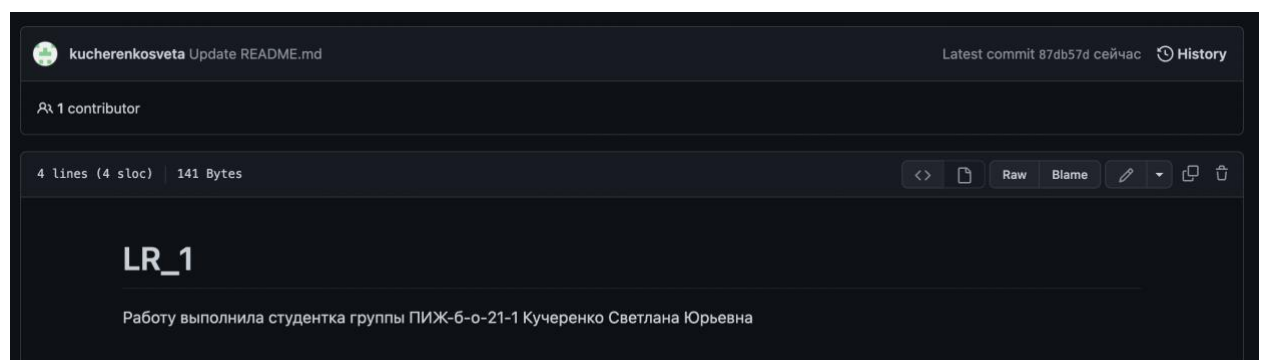 kucherenkosveta Update README.md Latest commit 87db57d сейчас History
1 contributor
4 lines (4 sloc) 141 Bytes <> Raw Blame
LR_1
Работу выполнила студентка группы ПИЖ-б-о-21-1 Кучеренко Светлана Юрьевна